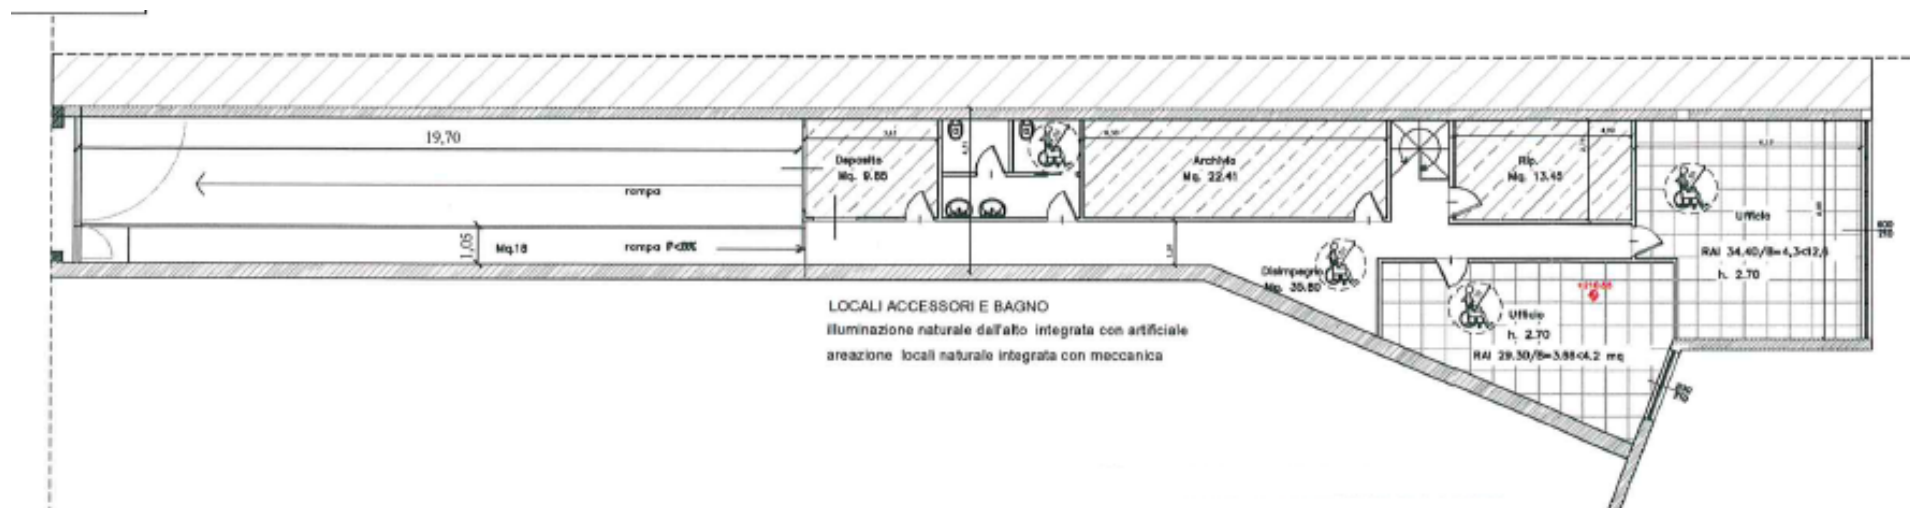 19,70
rampa
1,05
Mq.18
rampa P<8%
Deposito
Mq. 9.85
Archivio
Mq. 22.41
Rip.
Mq. 13.45
Ufficio
RAI 34.40/8=4,3<12,6
h. 2.70
Disimpegno
Mq. 35.80
Ufficio
h. 2.70
RAI 29.30/8=3.66<4.2 mq
LOCALI ACCESSORI E BAGNO
illuminazione naturale dall'alto integrata con artificiale
areazione locali naturale integrata con meccanica